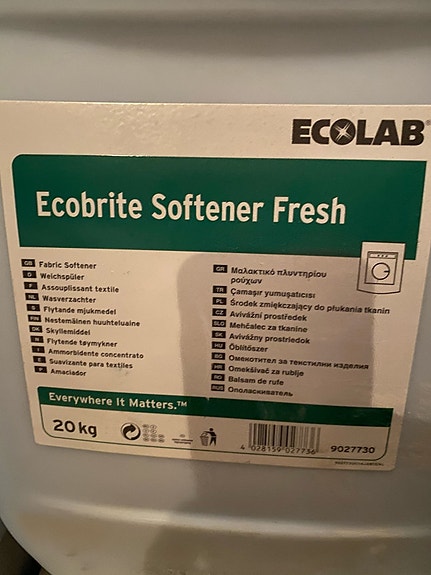 ECOLAB®
Ecobrite Softener Fresh
GB Fabric Softener
D Weichspüler
F Assouplissant textile
NL Wasverzachter
S Flytande mjukmedel
FIN Nestemäinen huuhteluaine
DK Skyllemiddel
N Flytende tøymykner
I Ammorbidente concentrato
E Suavizante para textiles
P Amaciador
GR Μαλακτικό πλυντηρίου
ρούχων
TR Çamaşır yumuşatıcısı
PL Środek zmiękczający do płukania tkanin
CZ Avivážní prostředek
SLO Mehčalec za tkanine
SK Avivážny prostriedok
HU Öblítőszer
BG Омекотител за текстилни изделия
HR Omekšivač za rublje
RO Balsam de rufe
RUS Ополаскиватель
Everywhere It Matters.™
20 kg
4 028159 027736
9027730